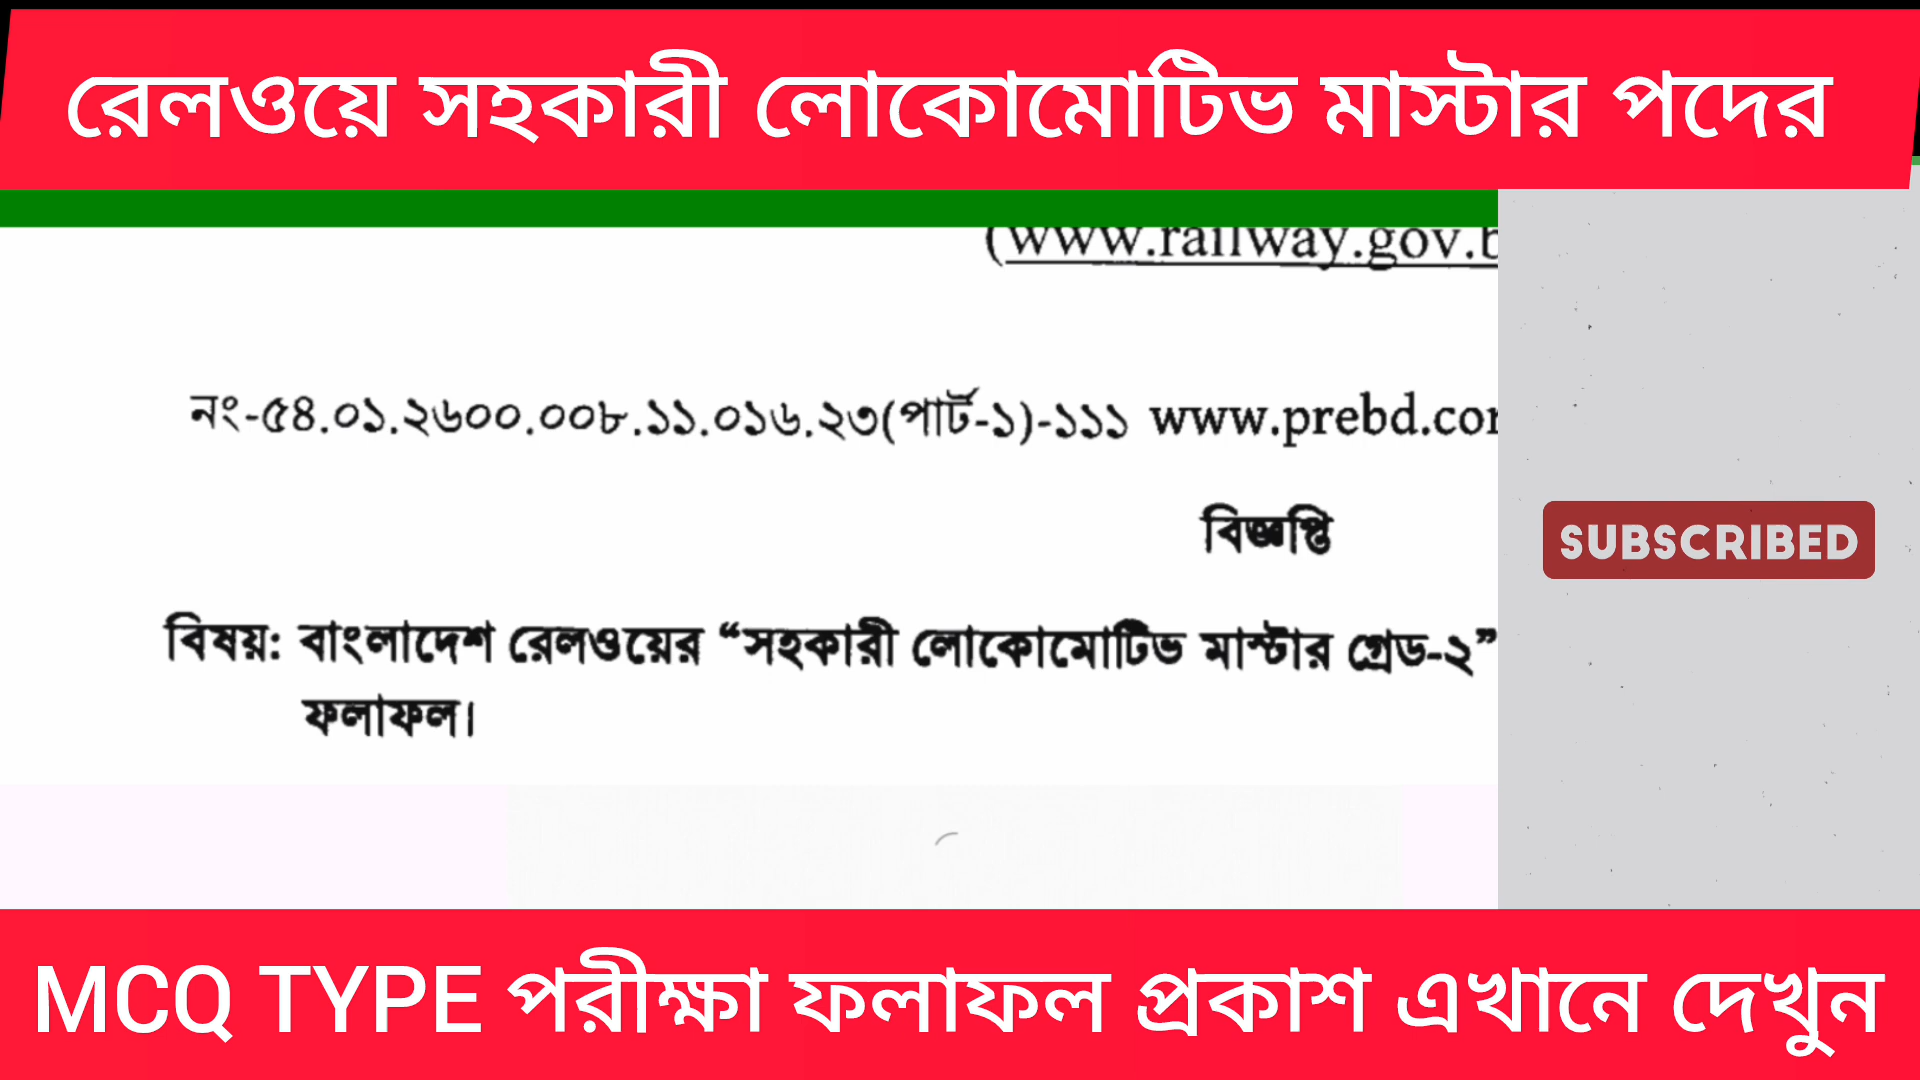 রেলওয়ে সহকারী লোকোমোটিভ মাস্টার পদের
(www.railway.gov.b
নং-৫৪.০১.২৬০০.০০৮.১১.০১৬.২৩(পার্ট-১)-১১১ www.prebd.com
বিজ্ঞপ্তি
বিষয়: বাংলাদেশ রেলওয়ের “সহকারী লোকোমোটিভ মাস্টার গ্রেড-২”
ফলাফল।
SUBSCRIBED
MCQ TYPE পরীক্ষা ফলাফল প্রকাশ এখানে দেখুন